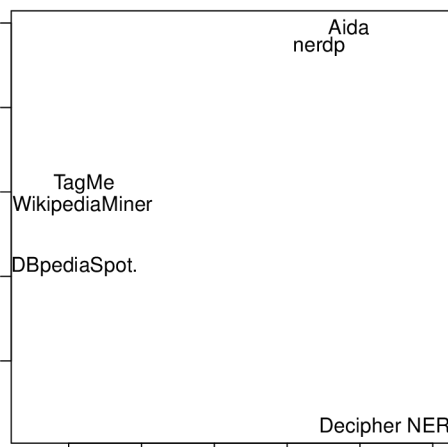 Aida
nerdp
TagMe
WikipediaMiner
DBpediaSpot.
Decipher NER